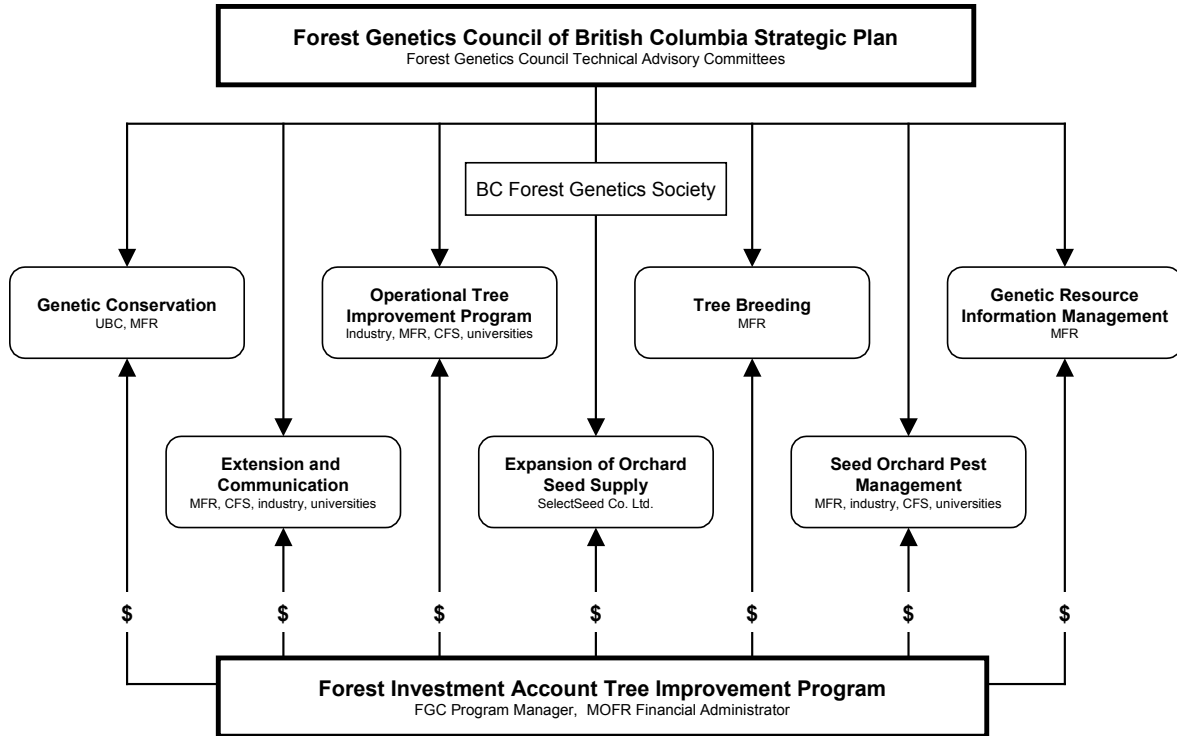 Forest Genetics Council of British Columbia Strategic Plan
Forest Genetics Council Technical Advisory Committees
BC Forest Genetics Society
Genetic Conservation
UBC, MFR
Operational Tree
Improvement Program
Industry, MFR, CFS, universities
Tree Breeding
MFR
Genetic Resource
Information Management
MFR
Extension and
Communication
MFR, CFS, industry, universities
Expansion of Orchard
Seed Supply
SelectSeed Co. Ltd.
Seed Orchard Pest
Management
MFR, industry, CFS, universities
$ $ $ $ $ $ $
Forest Investment Account Tree Improvement Program
FGC Program Manager, MOFR Financial Administrator